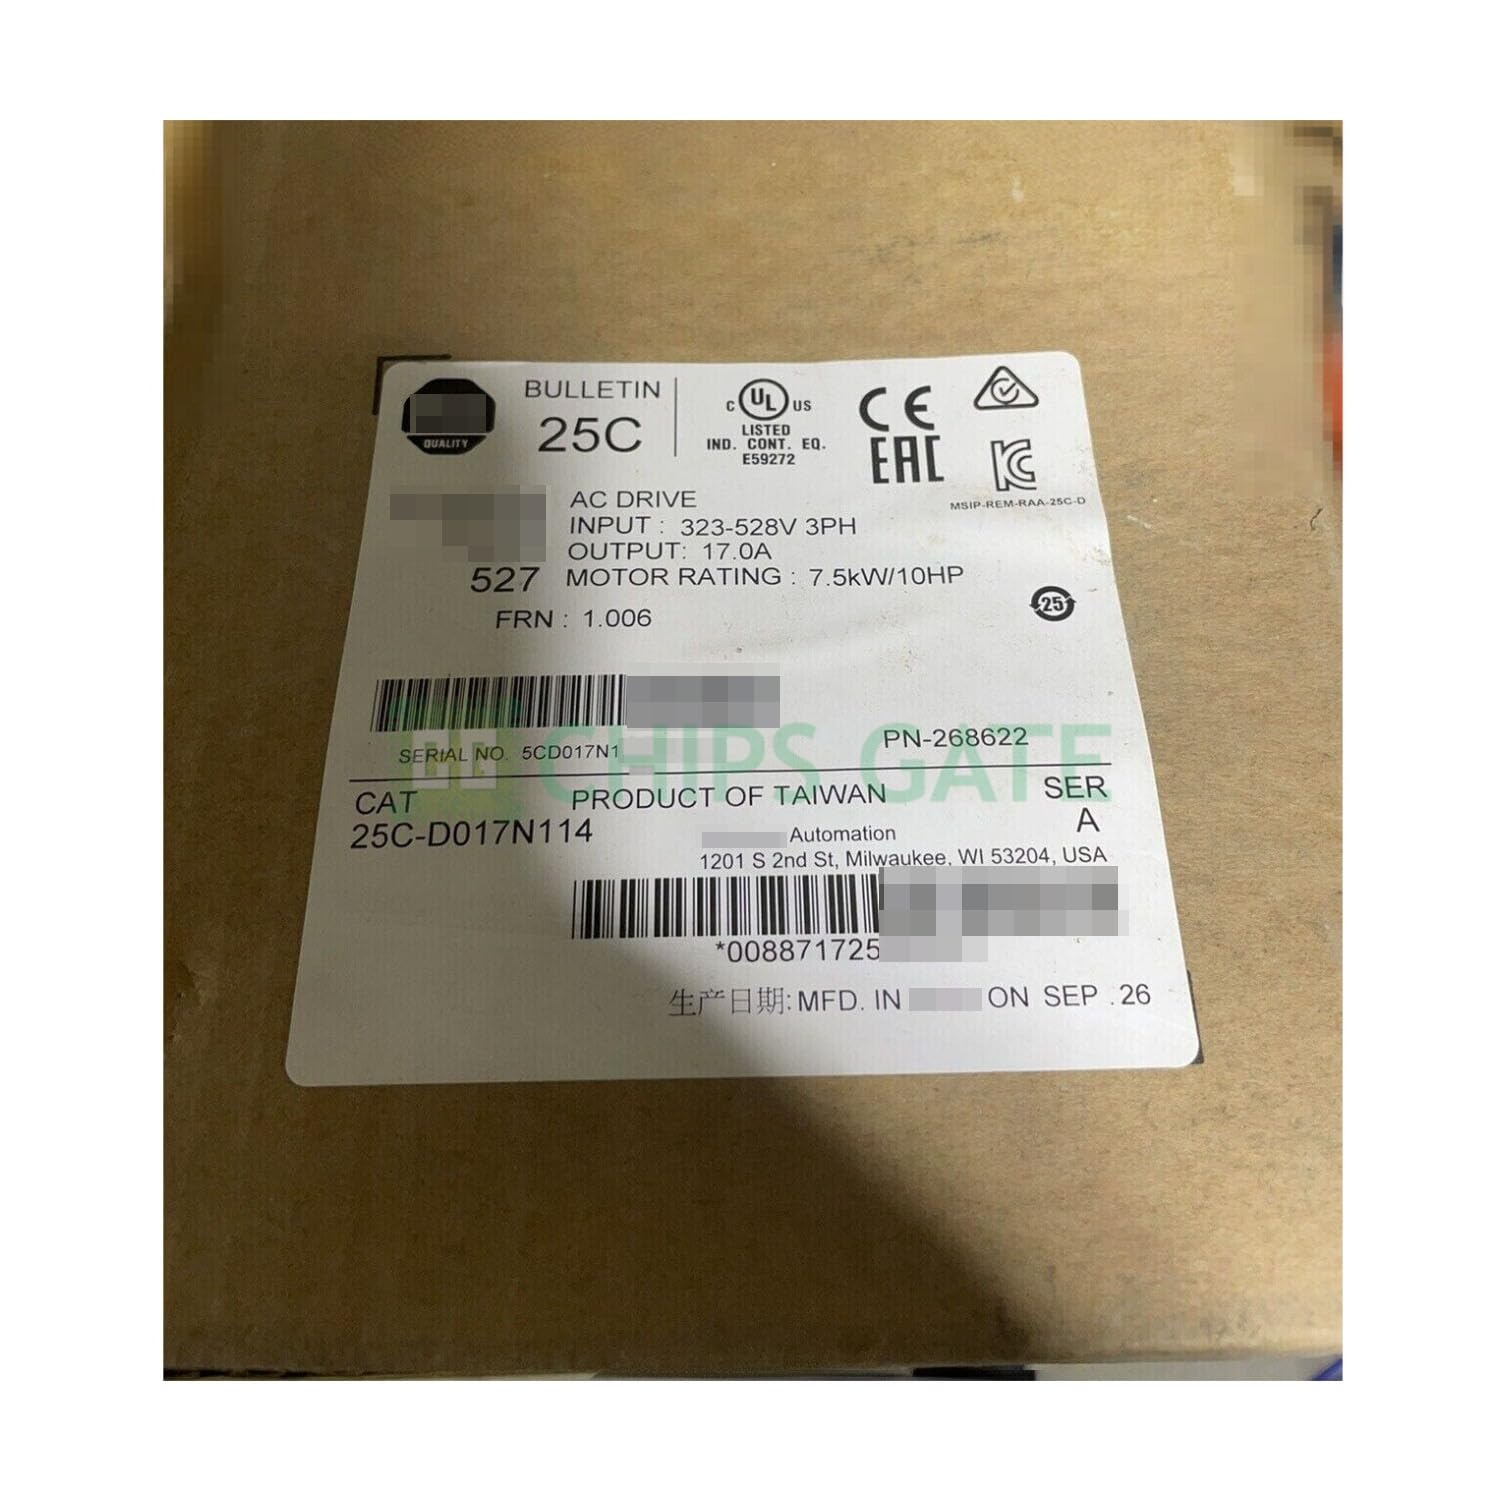 QUALITY
BULLETIN
25C
C UL US
LISTED
IND. CONT. EQ.
E59272
CE
EAC
MSIP-REM-RAA-25C-D
AC DRIVE
INPUT : 323-528V 3PH
OUTPUT: 17.0A
527 MOTOR RATING : 7.5kW/10HP
25
FRN : 1.006
SERIAL NO. 5CD017N1
PN-268622
CHIPS GATE
CAT
25C-D017N114
PRODUCT OF TAIWAN
SER
A
Automation
1201 S 2nd St, Milwaukee, WI 53204, USA
*008871725
生产日期: MFD. IN ON SEP . 26